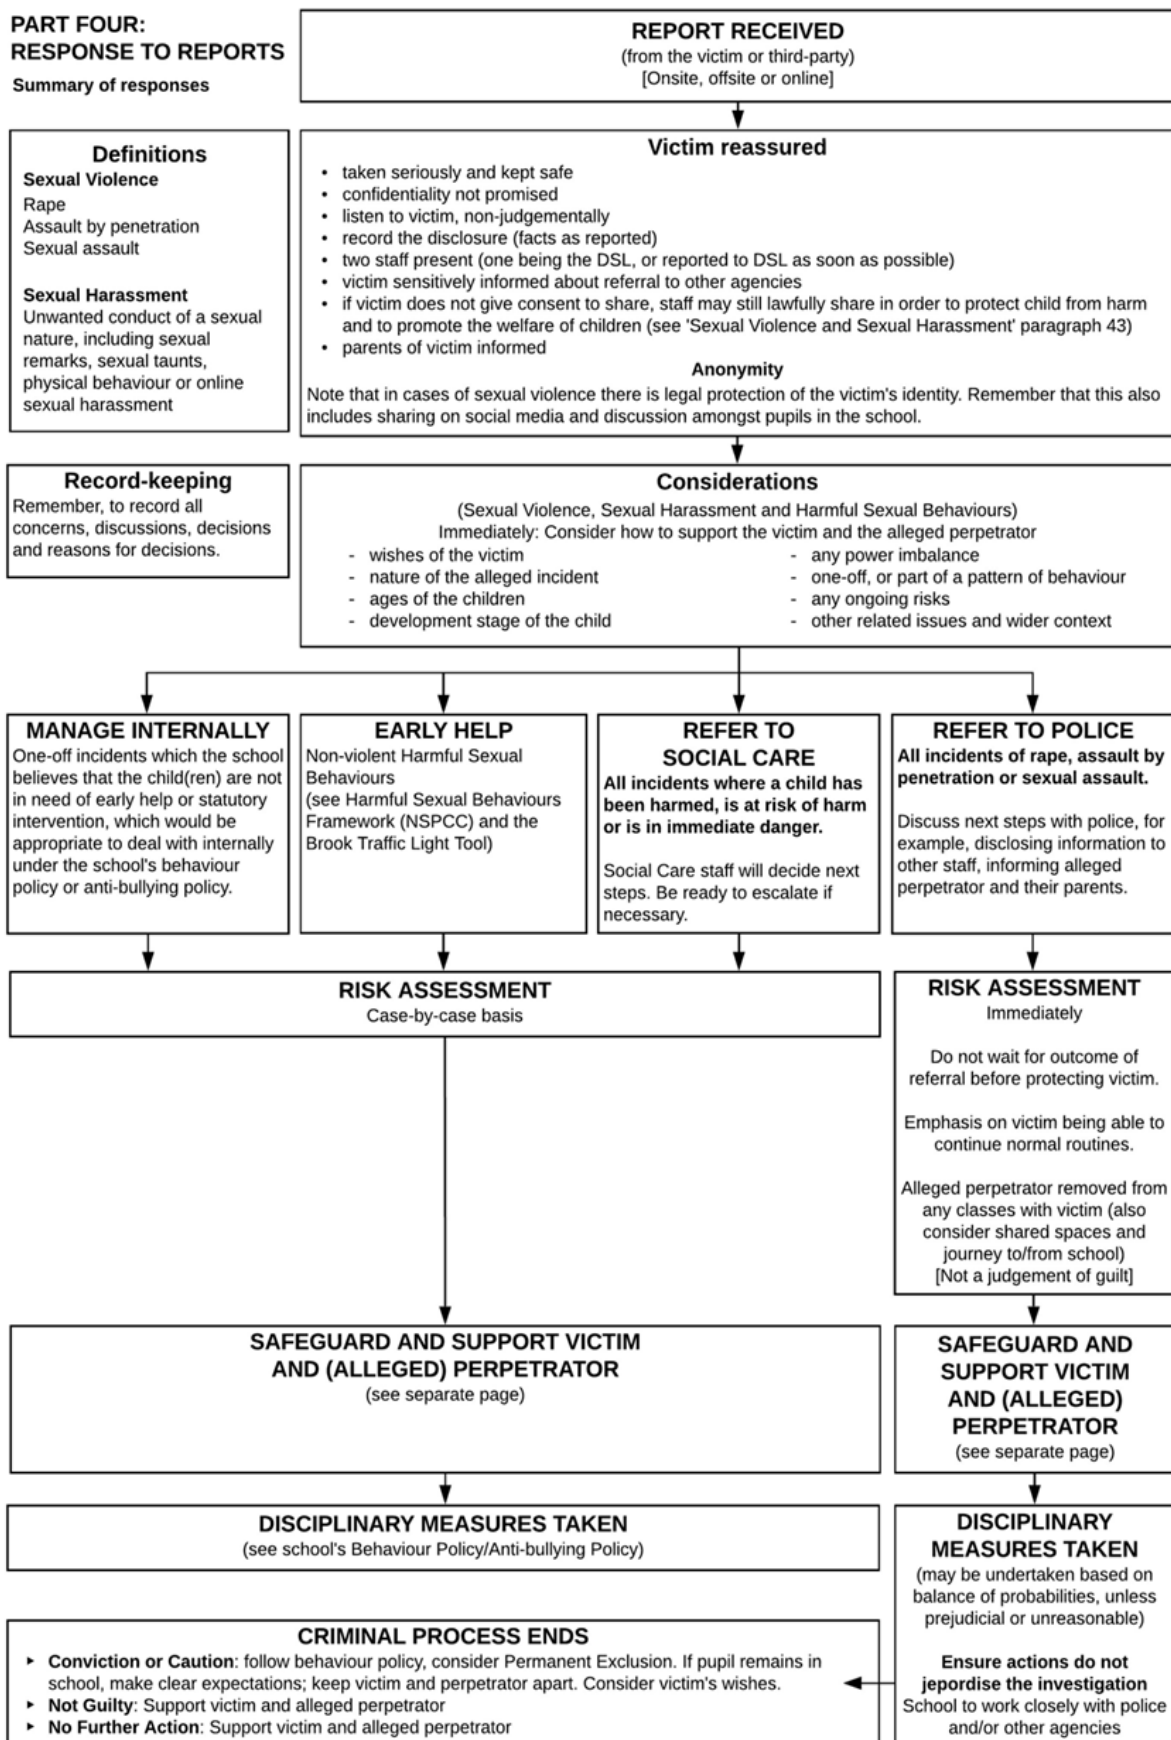 PART FOUR:
RESPONSE TO REPORTS
Summary of responses
REPORT RECEIVED
(from the victim or third-party)
[Onsite, offsite or online]
Definitions
Sexual Violence
Rape
Assault by penetration
Sexual assault
Sexual Harassment
Unwanted conduct of a sexual
nature, including sexual
remarks, sexual taunts,
physical behaviour or online
sexual harassment
Victim reassured
• taken seriously and kept safe
• confidentiality not promised
• listen to victim, non-judgementally
• record the disclosure (facts as reported)
• two staff present (one being the DSL, or reported to DSL as soon as possible)
• victim sensitively informed about referral to other agencies
• if victim does not give consent to share, staff may still lawfully share in order to protect child from harm
and to promote the welfare of children (see 'Sexual Violence and Sexual Harassment' paragraph 43)
• parents of victim informed
Anonymity
Note that in cases of sexual violence there is legal protection of the victim's identity. Remember that this also
includes sharing on social media and discussion amongst pupils in the school.
Record-keeping
Remember, to record all
concerns, discussions, decisions
and reasons for decisions.
Considerations
(Sexual Violence, Sexual Harassment and Harmful Sexual Behaviours)
Immediately: Consider how to support the victim and the alleged perpetrator
- wishes of the victim
- nature of the alleged incident
- ages of the children
- development stage of the child
- any power imbalance
- one-off, or part of a pattern of behaviour
- any ongoing risks
- other related issues and wider context
MANAGE INTERNALLY
One-off incidents which the school
believes that the child(ren) are not
in need of early help or statutory
intervention, which would be
appropriate to deal with internally
under the school's behaviour
policy or anti-bullying policy.
EARLY HELP
Non-violent Harmful Sexual
Behaviours
(see Harmful Sexual Behaviours
Framework (NSPCC) and the
Brook Traffic Light Tool)
REFER TO
SOCIAL CARE
All incidents where a child has
been harmed, is at risk of harm
or is in immediate danger.
Social Care staff will decide next
steps. Be ready to escalate if
necessary.
REFER TO POLICE
All incidents of rape, assault by
penetration or sexual assault.
Discuss next steps with police, for
example, disclosing information to
other staff, informing alleged
perpetrator and their parents.
RISK ASSESSMENT
Case-by-case basis
RISK ASSESSMENT
Immediately
Do not wait for outcome of
referral before protecting victim.
Emphasis on victim being able to
continue normal routines.
Alleged perpetrator removed from
any classes with victim (also
consider shared spaces and
journey to/from school)
[Not a judgement of guilt]
SAFEGUARD AND SUPPORT VICTIM
AND (ALLEGED) PERPETRATOR
(see separate page)
SAFEGUARD AND
SUPPORT VICTIM
AND (ALLEGED)
PERPETRATOR
(see separate page)
DISCIPLINARY MEASURES TAKEN
(see school's Behaviour Policy/Anti-bullying Policy)
DISCIPLINARY
MEASURES TAKEN
(may be undertaken based on
balance of probabilities, unless
prejudicial or unreasonable)
Ensure actions do not
jepordise the investigation
School to work closely with police
and/or other agencies
CRIMINAL PROCESS ENDS
▸ Conviction or Caution: follow behaviour policy, consider Permanent Exclusion. If pupil remains in
school, make clear expectations; keep victim and perpetrator apart. Consider victim's wishes.
▸ Not Guilty: Support victim and alleged perpetrator
▸ No Further Action: Support victim and alleged perpetrator